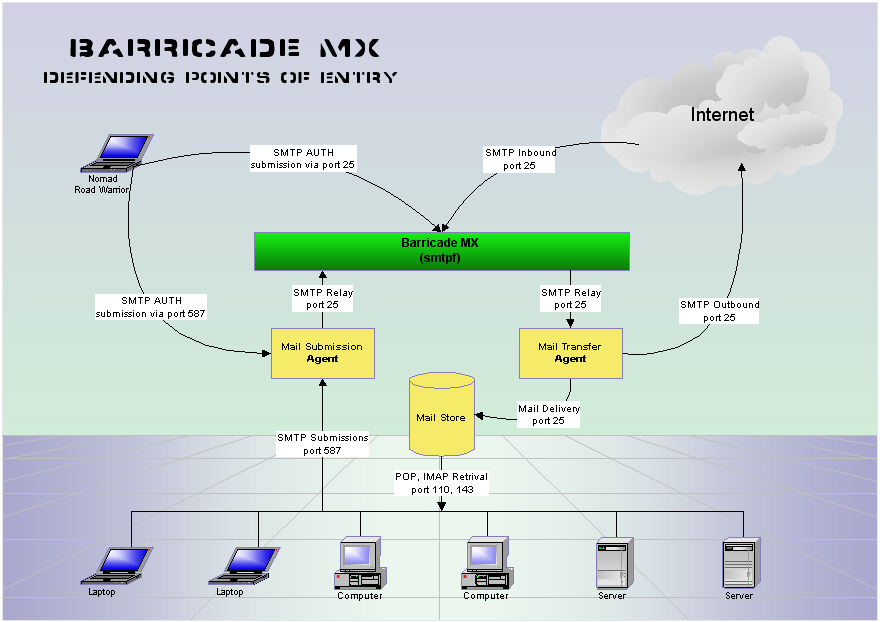 BARRICADE MX
DEFENDING POINTS OF ENTRY
Internet
SMTP AUTH
submission via port 25
SMTP Inbound
port 25
Nomad
Road Warrior
Barricade MX
(smtpf)
SMTP AUTH
submission via port 587
SMTP Relay
port 25
SMTP Relay
port 25
SMTP Outbound
port 25
Mail Submission
Agent
Mail Transfer
Agent
Mail Store
Mail Delivery
port 25
SMTP Submissions
port 587
POP, IMAP Retrival
port 110, 143
Laptop
Laptop
Computer
Computer
Server
Server